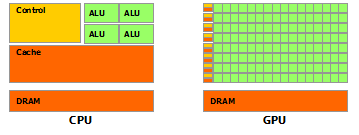 Control
ALU ALU
ALU ALU
Cache
DRAM
CPU
DRAM
GPU